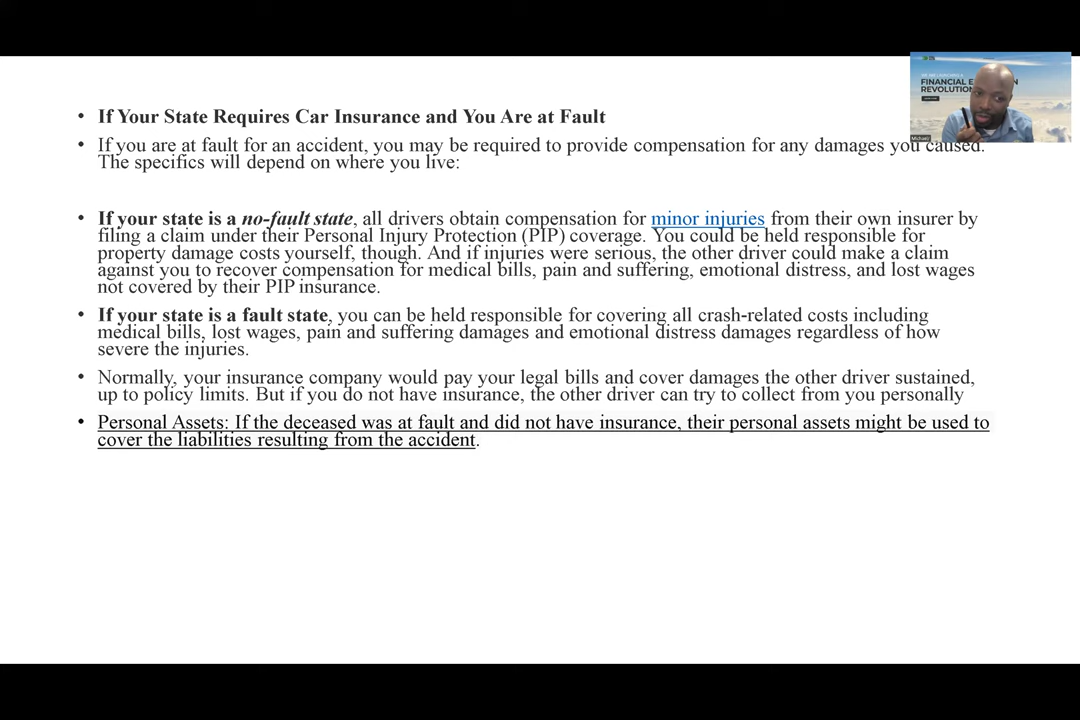 WE ARE LAUNCHING A
FINANCIAL E
REVOLUTION
Michael
• If Your State Requires Car Insurance and You Are at Fault
• If you are at fault for an accident, you may be required to provide compensation for any damages you caused.
The specifics will depend on where you live:
• If your state is a no-fault state, all drivers obtain compensation for minor injuries from their own insurer by
filing a claim under their Personal Injury Protection (PIP) coverage. You could be held responsible for
property damage costs yourself, though. And if injuries were serious, the other driver could make a claim
against you to recover compensation for medical bills, pain and suffering, emotional distress, and lost wages
not covered by their PIP insurance.
• If your state is a fault state, you can be held responsible for covering all crash-related costs including
medical bills, lost wages, pain and suffering damages and emotional distress damages regardless of how
severe the injuries.
• Normally, your insurance company would pay your legal bills and cover damages the other driver sustained,
up to policy limits. But if you do not have insurance, the other driver can try to collect from you personally
• Personal Assets: If the deceased was at fault and did not have insurance, their personal assets might be used to
cover the liabilities resulting from the accident.